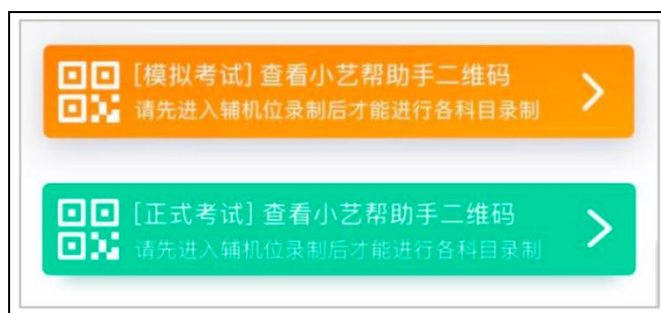 [模拟考试] 查看小艺帮助手二维码
请先进入辅机位录制后才能进行各科目录制
[正式考试] 查看小艺帮助手二维码
请先进入辅机位录制后才能进行各科目录制